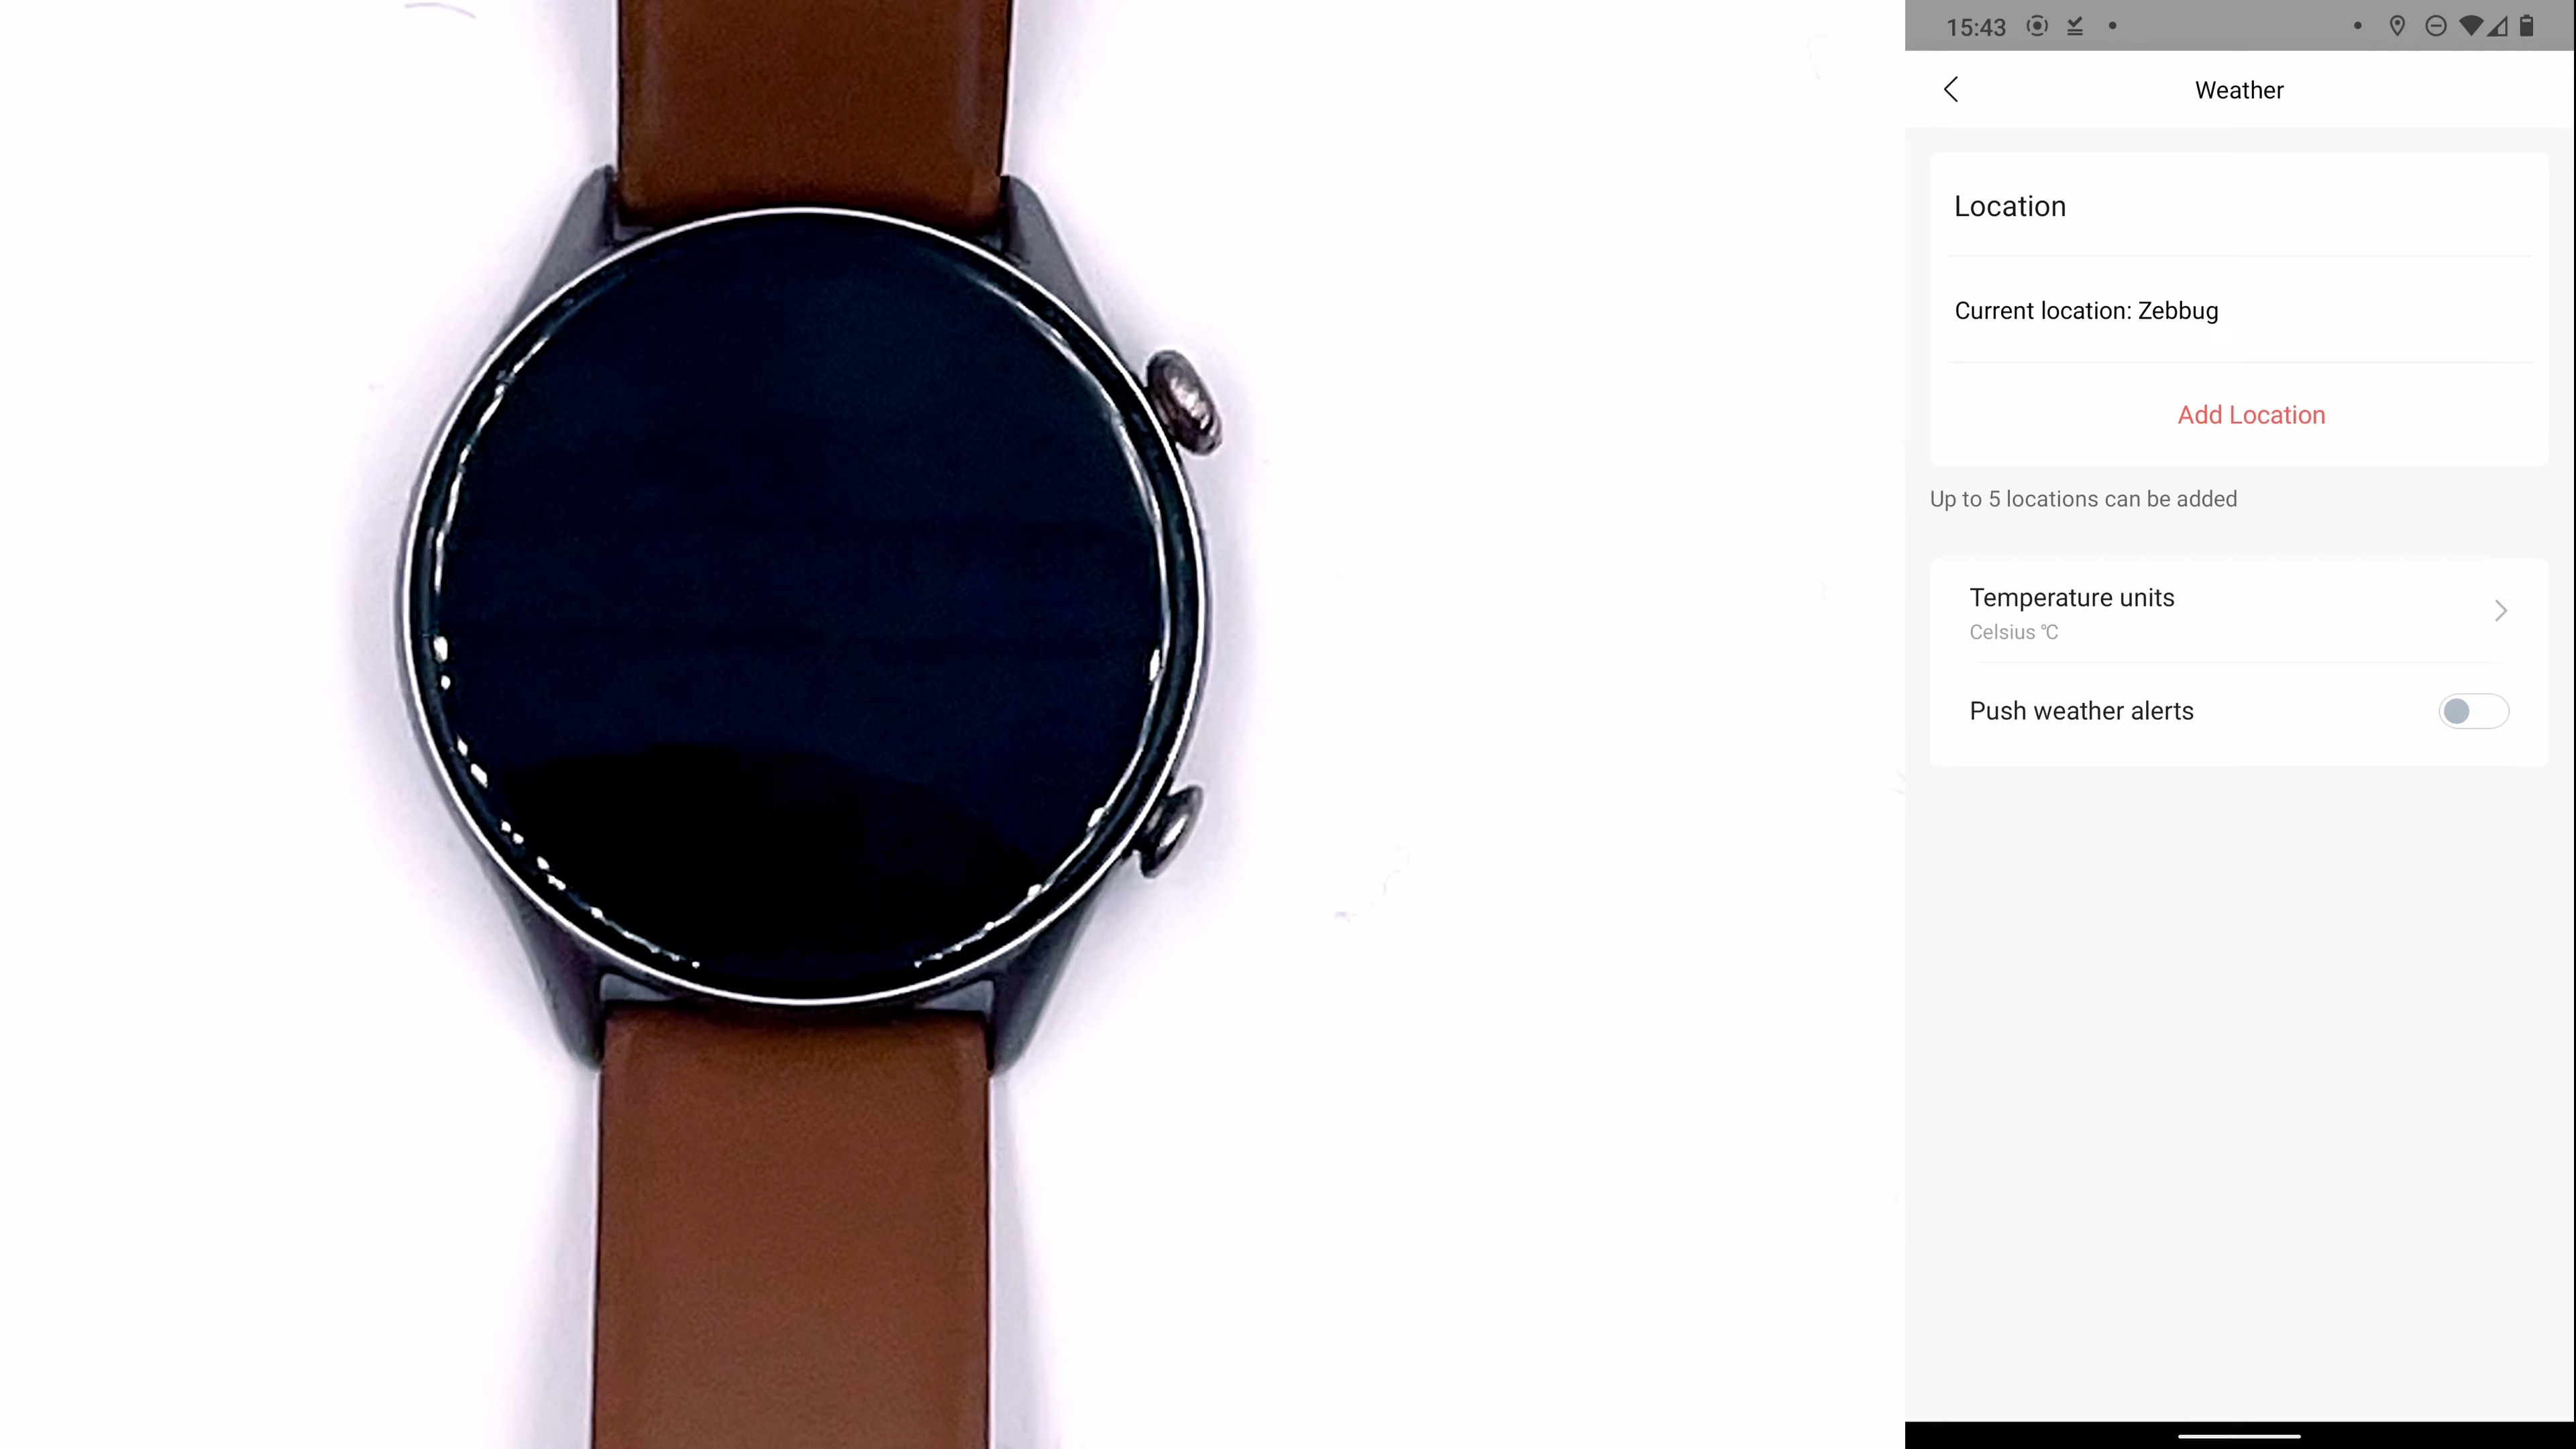 15:43
Weather
Location
Current location: Zebbug
Add Location
Up to 5 locations can be added
Temperature units
Celsius °C
Push weather alerts